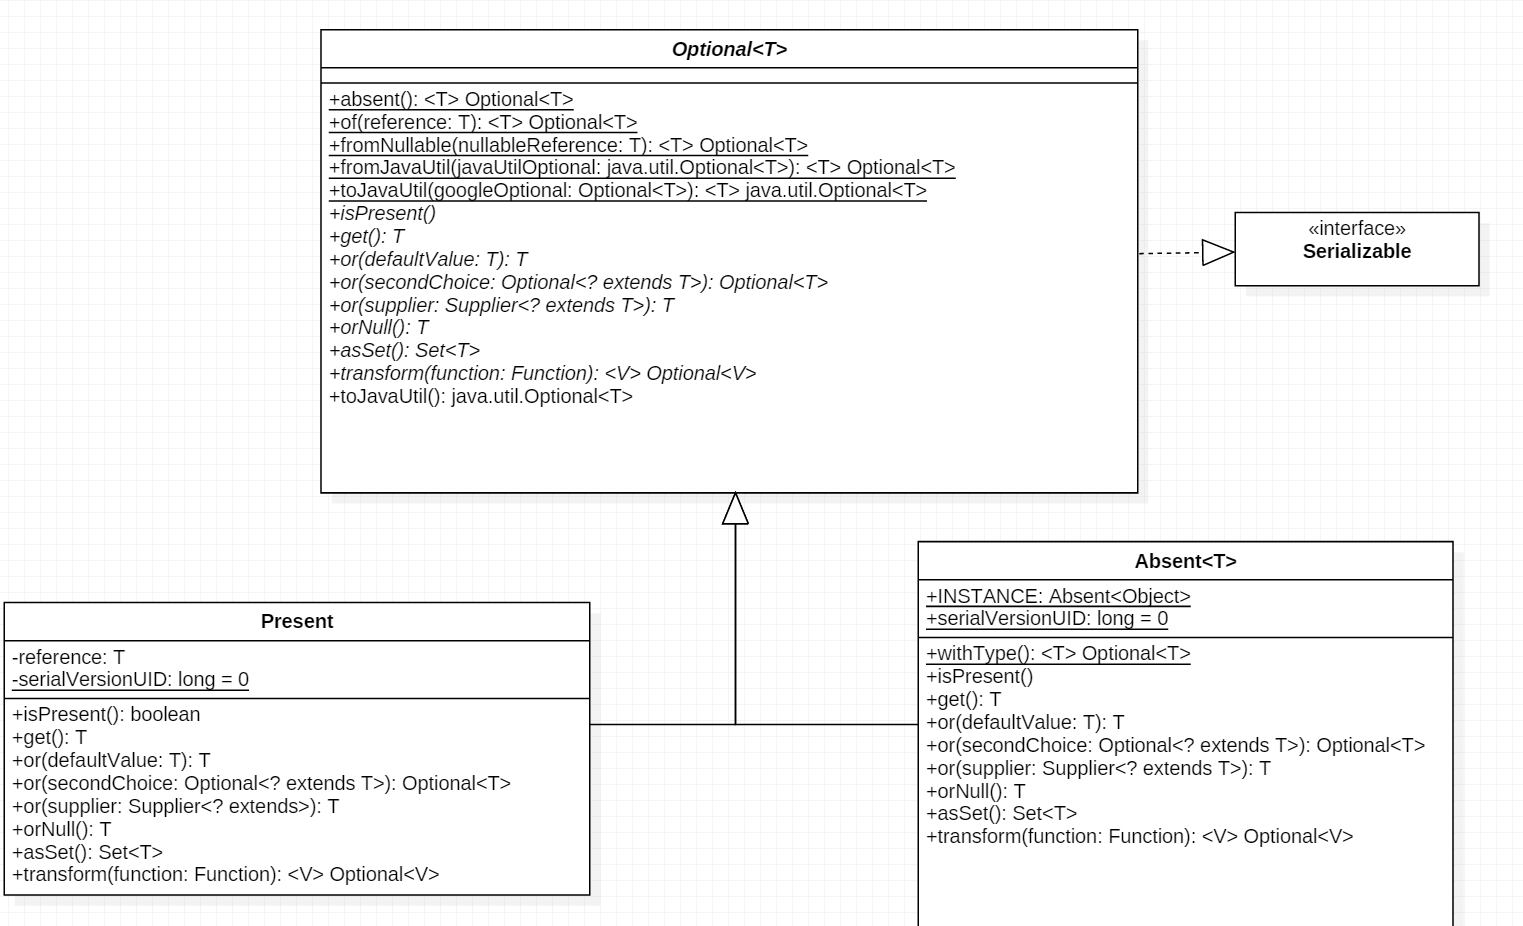 Optional<T>
+absent(): <T> Optional<T>
+of(reference: T): <T> Optional<T>
+fromNullable(nullableReference: T): <T> Optional<T>
+fromJavaUtil(javaUtilOptional: java.util.Optional<T>): <T> Optional<T>
+toJavaUtil(googleOptional: Optional<T>): <T> java.util.Optional<T>
+isPresent()
+get(): T
+or(defaultValue: T): T
+or(secondChoice: Optional<? extends T>): Optional<T>
+or(supplier: Supplier<? extends T>): T
+orNull(): T
+asSet(): Set<T>
+transform(function: Function): <V> Optional<V>
+toJavaUtil(): java.util.Optional<T>
«interface»
Serializable
Present
-reference: T
-serialVersionUID: long = 0
+isPresent(): boolean
+get(): T
+or(defaultValue: T): T
+or(secondChoice: Optional<? extends T>): Optional<T>
+or(supplier: Supplier<? extends>): T
+orNull(): T
+asSet(): Set<T>
+transform(function: Function): <V> Optional<V>
Absent<T>
+INSTANCE: Absent<Object>
+serialVersionUID: long = 0
+withType(): <T> Optional<T>
+isPresent()
+get(): T
+or(defaultValue: T): T
+or(secondChoice: Optional<? extends T>): Optional<T>
+or(supplier: Supplier<? extends T>): T
+orNull(): T
+asSet(): Set<T>
+transform(function: Function): <V> Optional<V>